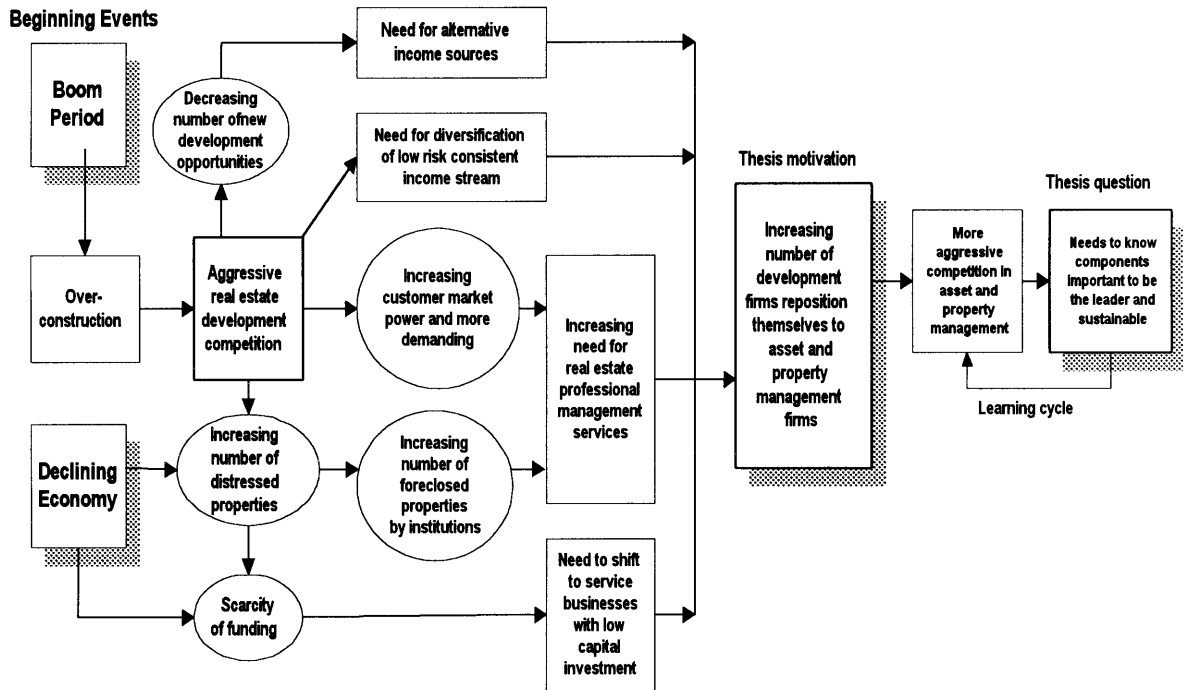 Beginning Events
Boom
Period
Over-
construction
Declining
Economy
Decreasing
number ofnew
development
opportunities
Aggressive
real estate
development
competition
Increasing
number of
distressed
properties
Scarcity
of funding
Need for alternative
income sources
Need for diversification
of low risk consistent
income stream
Increasing
customer market
power and more
demanding
Increasing
number of
foreclosed
properties
by institutions
Increasing
need for
real estate
professional
management
services
Need to shift
to service
businesses
with low
capital
investment
Thesis motivation
Increasing
number of
development
firms reposition
themselves to
asset and
property
management
firms
More
aggressive
competition in
asset and
property
management
Thesis question
Needs to know
components
important to be
the leader and
sustainable
Learning cycle